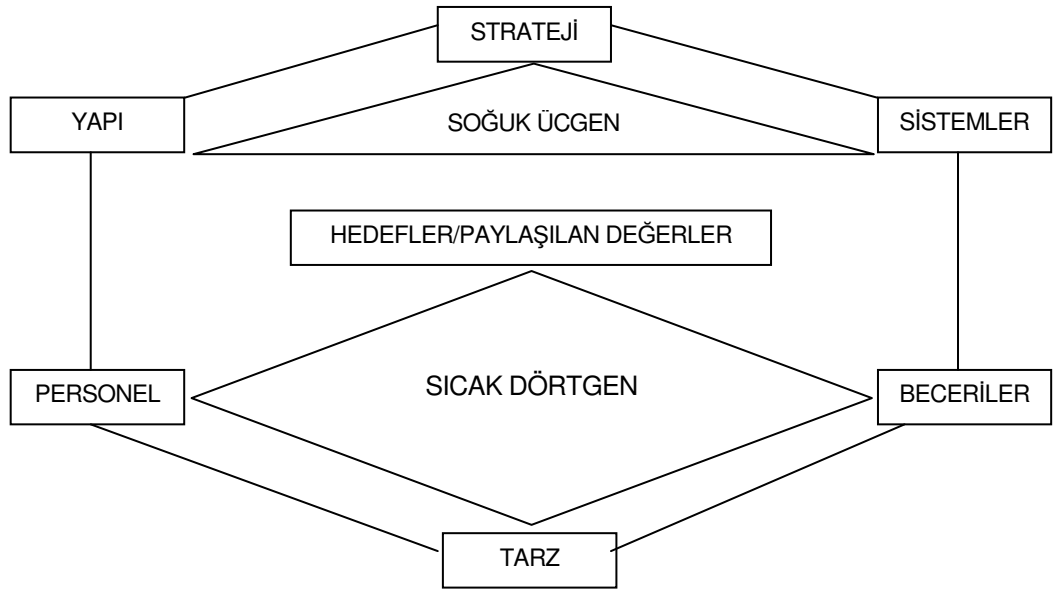 STRATEJİ
YAPI
SOĞUK ÜCGEN
SİSTEMLER
HEDEFLER/PAYLAŞILAN DEĞERLER
PERSONEL
SICAK DÖRTGEN
BECERİLER
TARZ